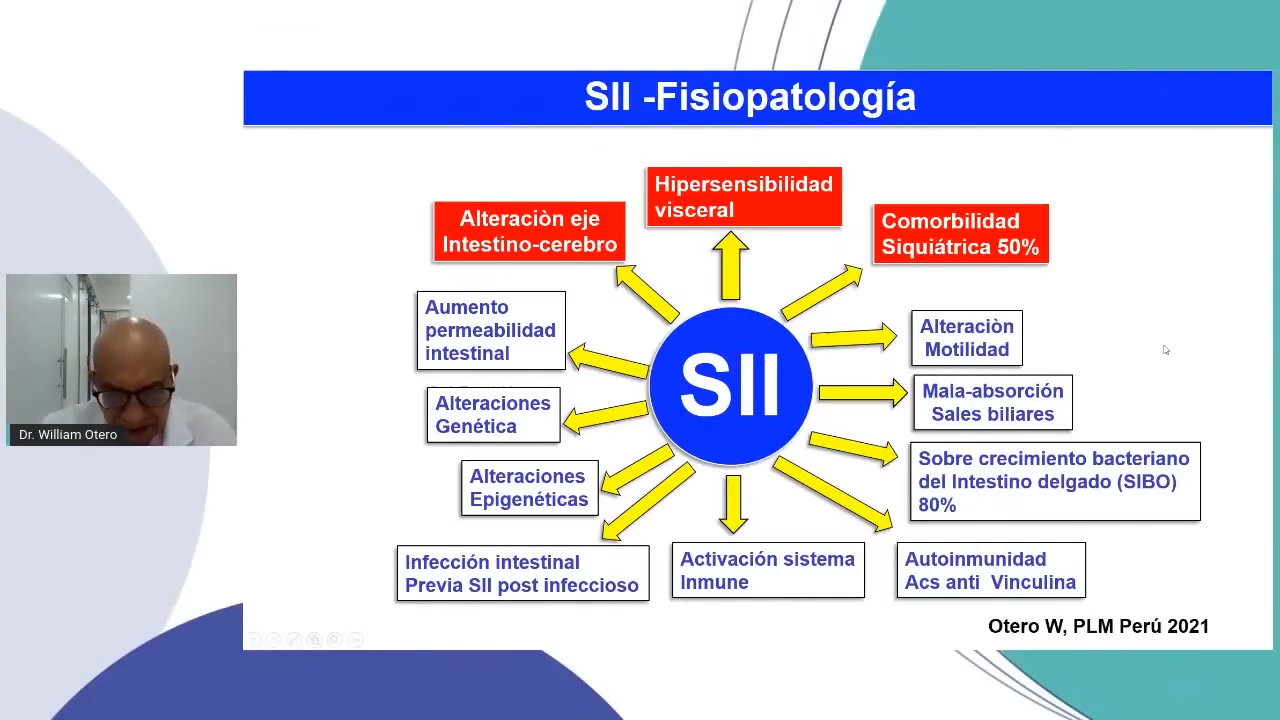 SII -Fisiopatología
Hipersensibilidad
visceral
Alteraciòn eje
Intestino-cerebro
Comorbilidad
Siquiátrica 50%
Aumento
permeabilidad
intestinal
Alteraciòn
Motilidad
SII
Mala-absorción
Sales biliares
Alteraciones
Genética
Sobre crecimiento bacteriano
del Intestino delgado (SIBO)
80%
Alteraciones
Epigenéticas
Infección intestinal
Previa SII post infeccioso
Activación sistema
Inmune
Autoinmunidad
Acs anti  Vinculina
Otero W, PLM Perú 2021
Dr. William Otero